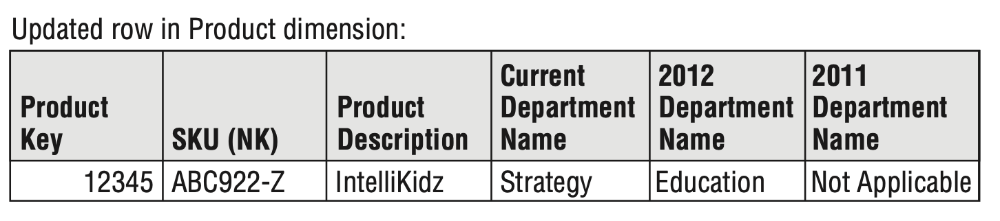 Updated row in Product dimension:
Product Key | SKU (NK) | Product Description | Current Department Name | 2012 Department Name | 2011 Department Name
12345 | ABC922-Z | IntelliKidz | Strategy | Education | Not Applicable